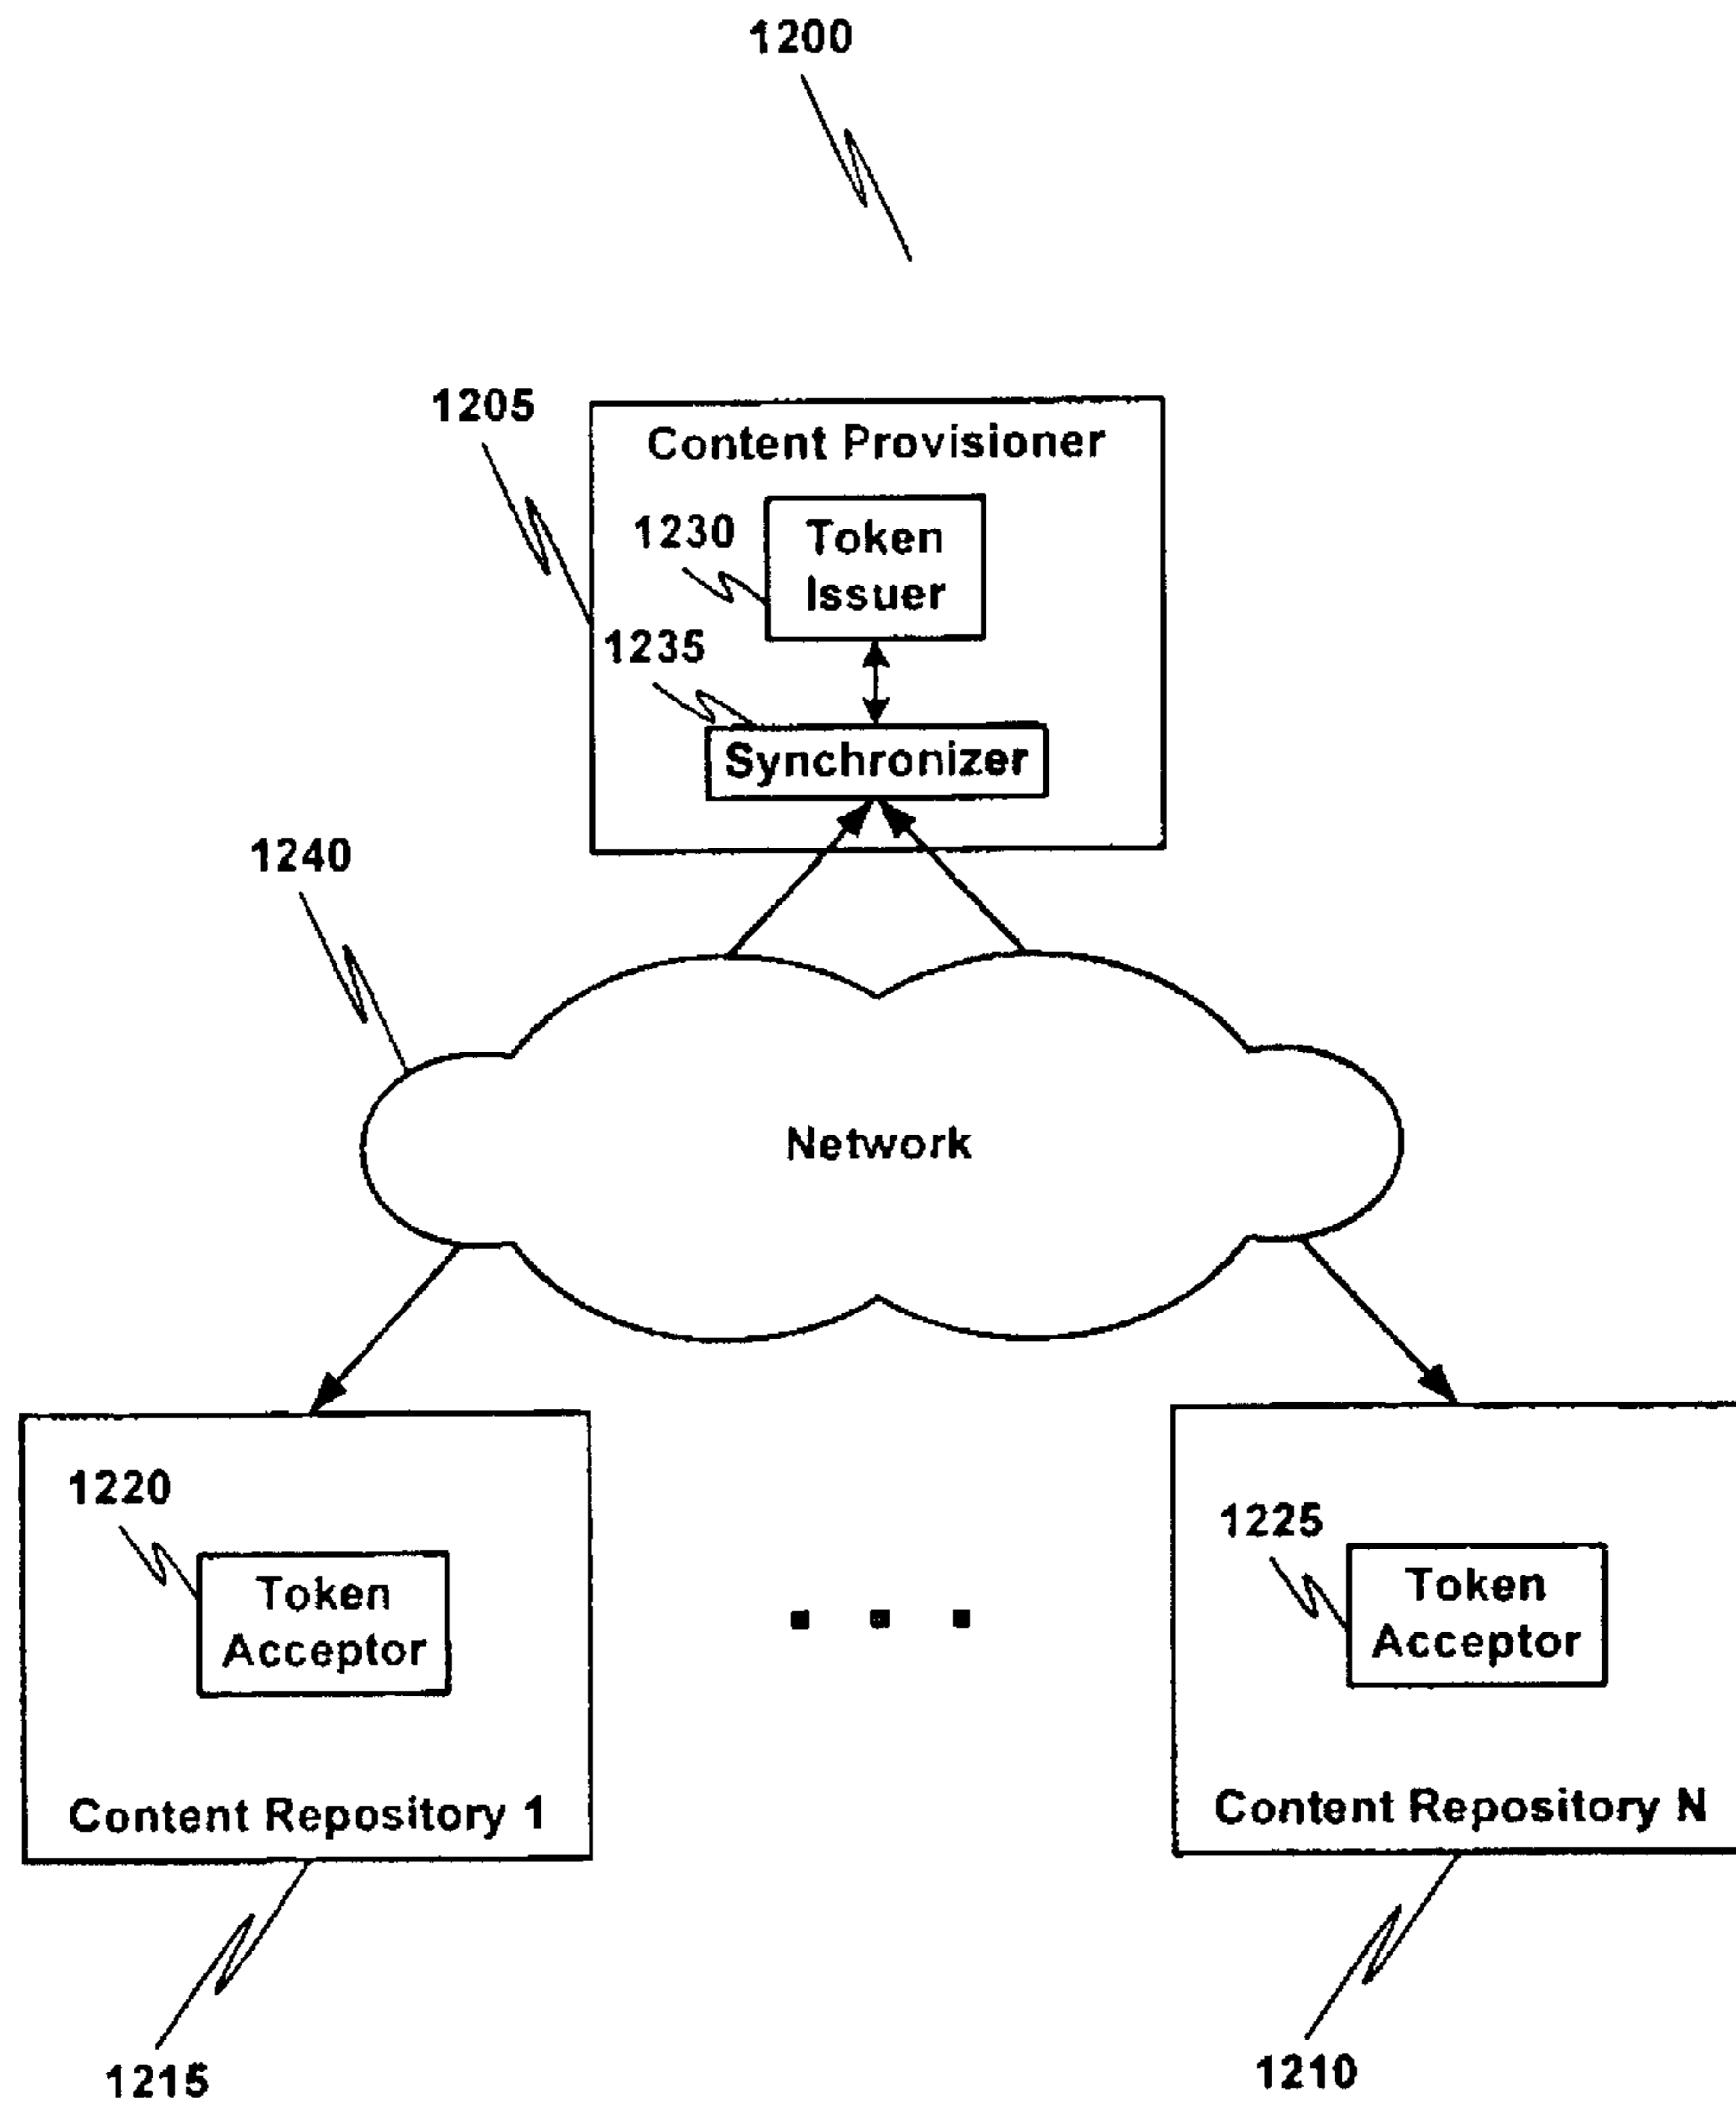 1200
1205
Content Provisioner
1230
Token
Issuer
1235
Synchronizer
1240
Network
1220
Token
Acceptor
Content Repository 1
1225
Token
Acceptor
Content Repository N
1215
1210